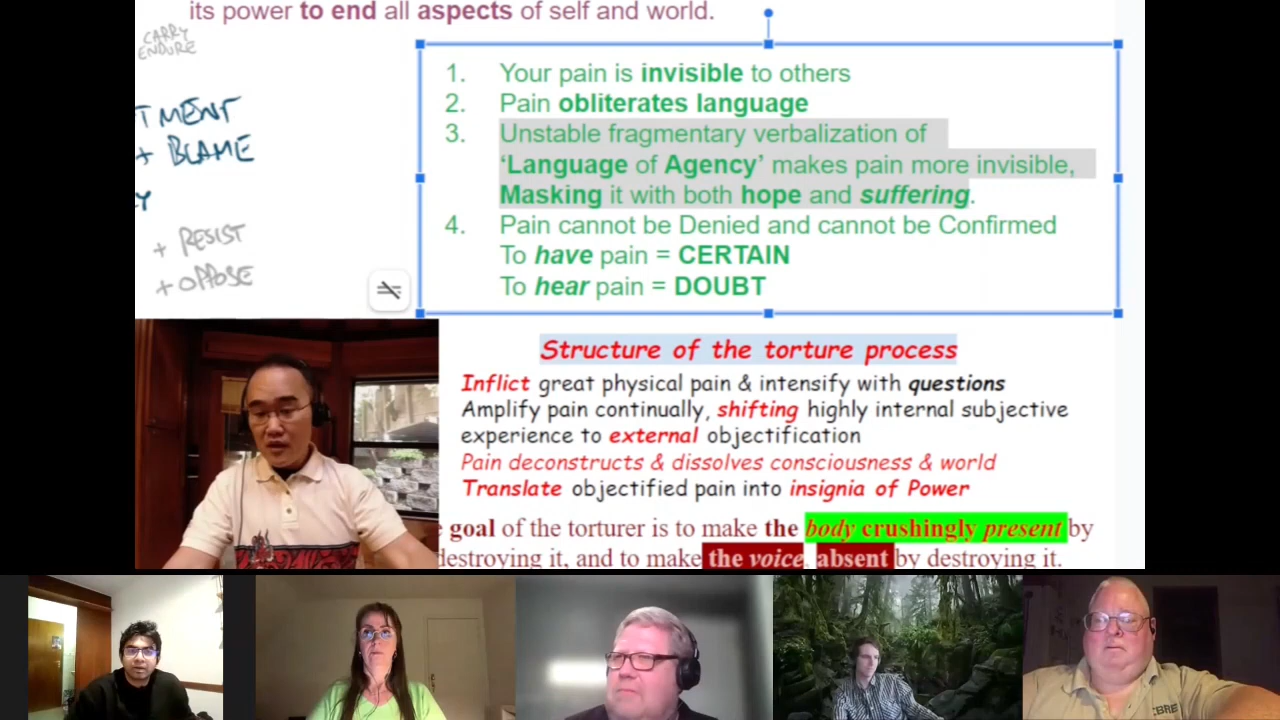 its power to end all aspects of self and world.
CARRY
ENDURE
TMENT
+ BLAME
Y
+ RESIST
+ OPPOSE
1. Your pain is invisible to others
2. Pain obliterates language
3. Unstable fragmentary verbalization of
‘Language of Agency’ makes pain more invisible,
Masking it with both hope and suffering.
4. Pain cannot be Denied and cannot be Confirmed
To have pain = CERTAIN
To hear pain = DOUBT
Structure of the torture process
Inflict great physical pain & intensify with questions
Amplify pain continually, shifting highly internal subjective
experience to external objectification
Pain deconstructs & dissolves consciousness & world
Translate objectified pain into insignia of Power
goal of the torturer is to make the body crushingly present by
destroying it, and to make the voice, absent by destroying it.